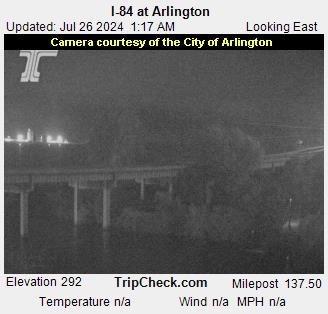 I-84 at Arlington
Updated: Jul 26 2024 1:17 AM Looking East
Camera courtesy of the City of Arlington
Elevation 292 TripCheck.com Milepost 137.50
Temperature n/a Wind n/a MPH n/a